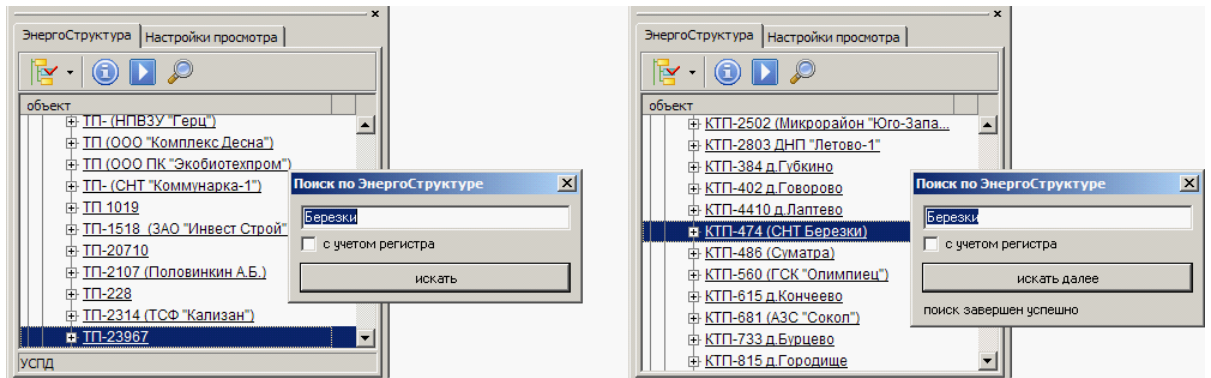 ЭнергоСтруктура Настройки просмотра
объект
ТП- (НПВЗУ "Герц")
ТП (ООО "Комплекс Десна")
ТП (ООО ПК "Экобиотехпром")
ТП- (СНТ "Коммунарка-1")
ТП 1019
ТП-1518 (ЗАО "Инвест Строй"
ТП-20710
ТП-2107 (Половинкин А.Б.)
ТП-228
ТП-2314 (ТСФ "Кализан")
ТП-23967
УСПД
Поиск по ЭнергоСтруктуре
Березки
с учетом регистра
искать
ЭнергоСтруктура Настройки просмотра
объект
КТП-2502 (Микрорайон "Юго-Запа...
КТП-2803 ДНП "Летово-1"
КТП-384 д.Губкино
КТП-402 д.Говорово
КТП-4410 д.Лаптево
КТП-474 (СНТ Березки)
КТП-486 (Суматра)
КТП-560 (ГСК "Олимпиец")
КТП-615 д.Кончеево
КТП-681 (АЗС "Сокол")
КТП-733 д.Бурцево
КТП-815 д.Городище
Поиск по ЭнергоСтруктуре
Березки
с учетом регистра
искать далее
поиск завершен успешно